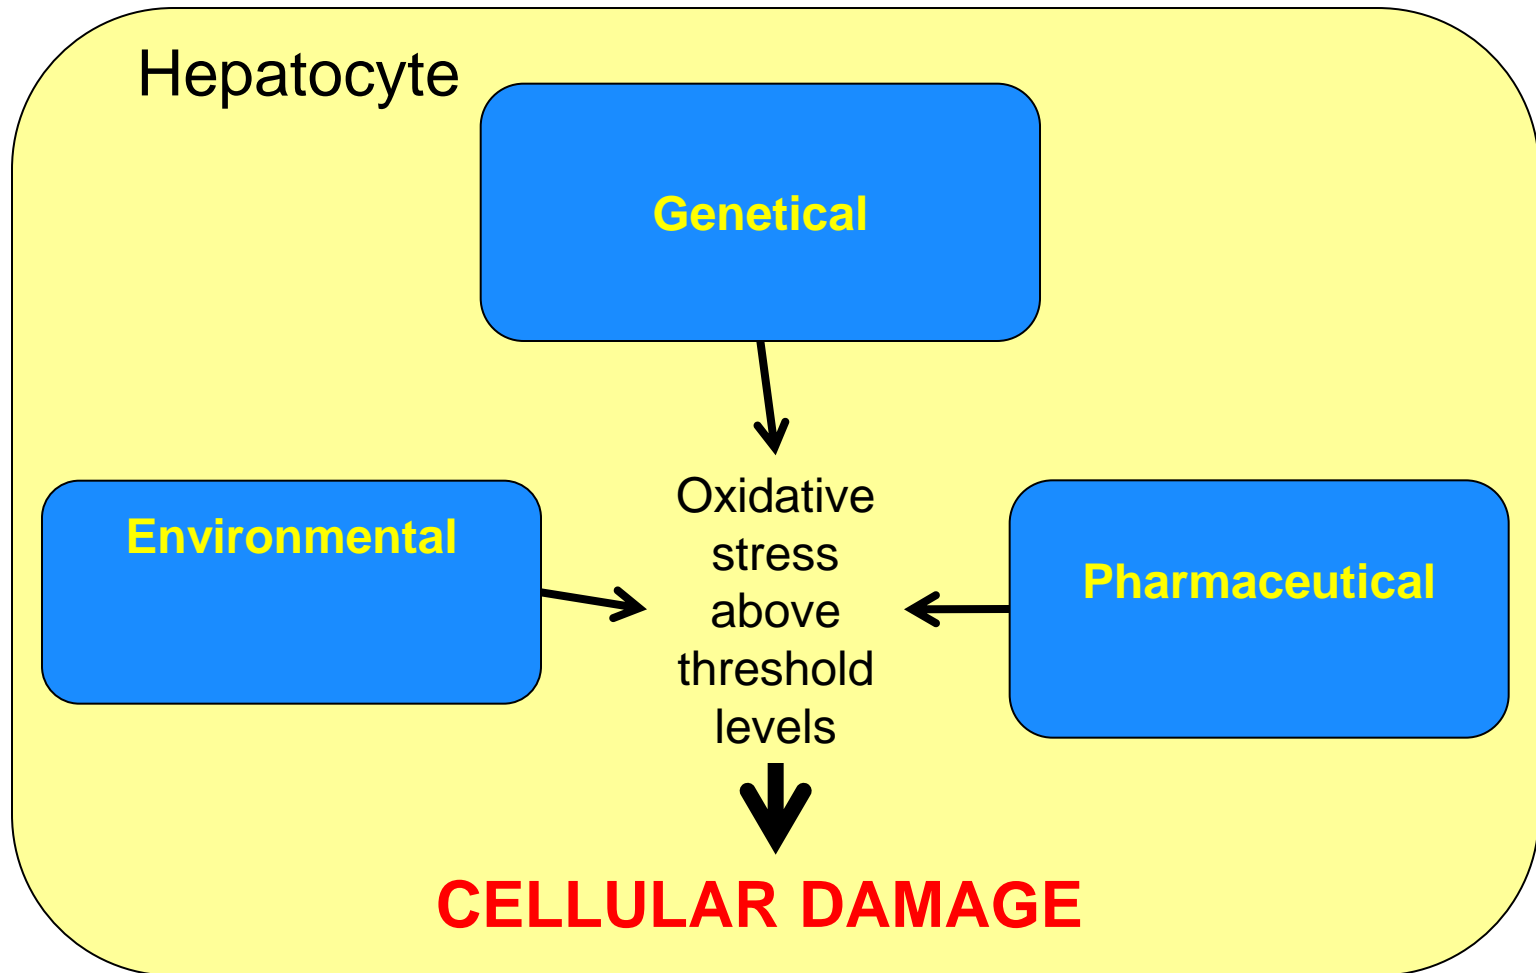 Hepatocyte
Genetical
Environmental
Oxidative
stress
above
threshold
levels
Pharmaceutical
CELLULAR DAMAGE